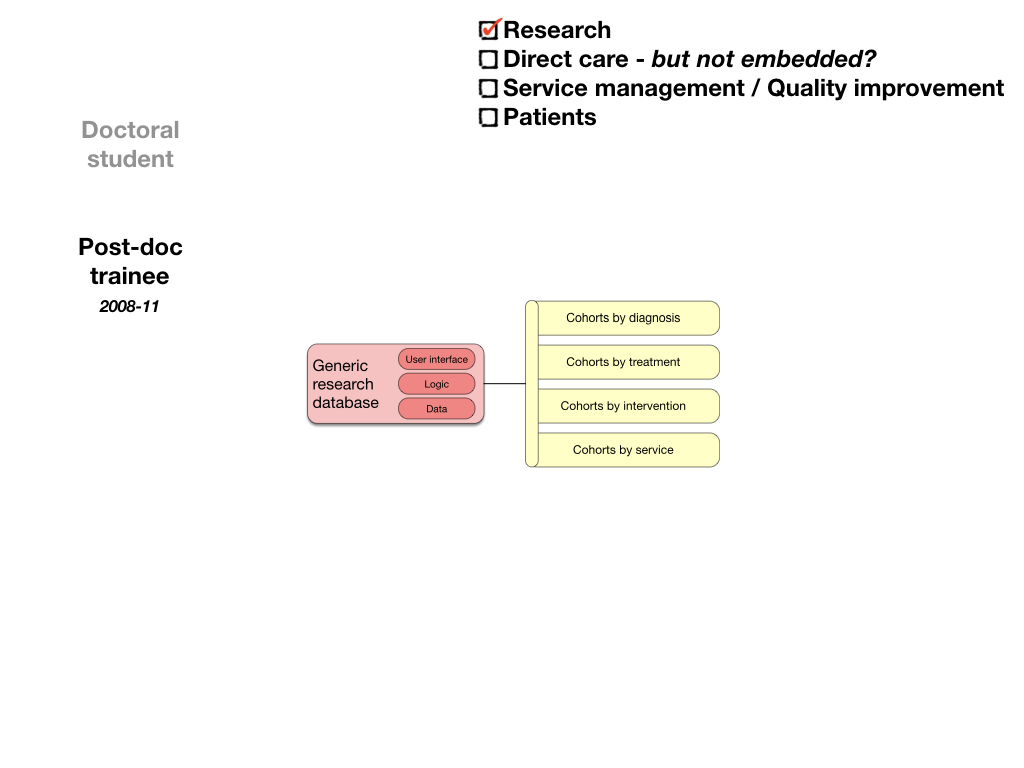 Research
Direct care - but not embedded?
Service management / Quality improvement
Patients
Doctoral
student
Post-doc
trainee
2008-11
Generic
research
database
User interface
Logic
Data
Cohorts by diagnosis
Cohorts by treatment
Cohorts by intervention
Cohorts by service